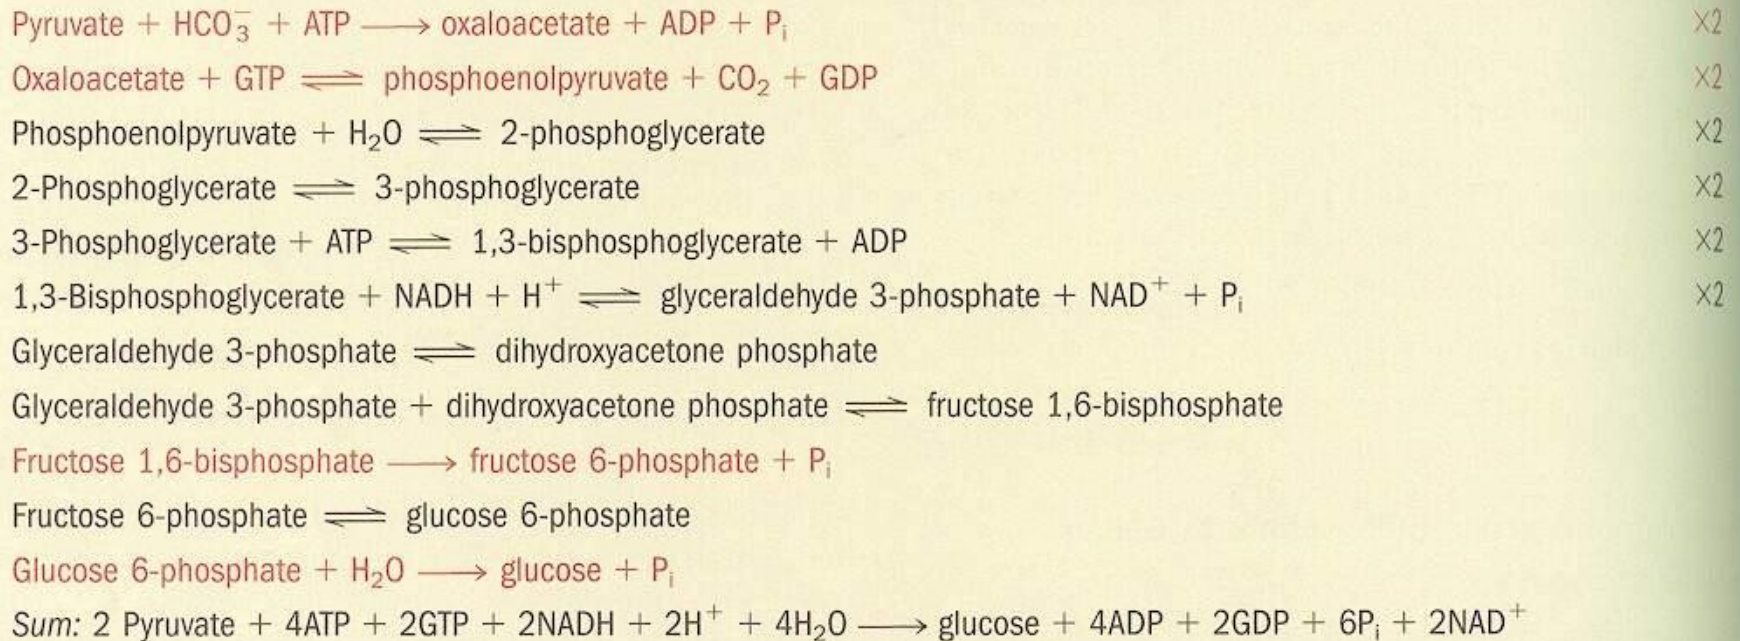 Pyruvate + HCO₃⁻ + ATP ⟶ oxaloacetate + ADP + Pᵢ ×2
Oxaloacetate + GTP ⇌ phosphoenolpyruvate + CO₂ + GDP ×2
Phosphoenolpyruvate + H₂O ⇌ 2-phosphoglycerate ×2
2-Phosphoglycerate ⇌ 3-phosphoglycerate ×2
3-Phosphoglycerate + ATP ⇌ 1,3-bisphosphoglycerate + ADP ×2
1,3-Bisphosphoglycerate + NADH + H⁺ ⇌ glyceraldehyde 3-phosphate + NAD⁺ + Pᵢ ×2
Glyceraldehyde 3-phosphate ⇌ dihydroxyacetone phosphate
Glyceraldehyde 3-phosphate + dihydroxyacetone phosphate ⇌ fructose 1,6-bisphosphate
Fructose 1,6-bisphosphate ⟶ fructose 6-phosphate + Pᵢ
Fructose 6-phosphate ⇌ glucose 6-phosphate
Glucose 6-phosphate + H₂O ⟶ glucose + Pᵢ
Sum: 2 Pyruvate + 4ATP + 2GTP + 2NADH + 2H⁺ + 4H₂O ⟶ glucose + 4ADP + 2GDP + 6Pᵢ + 2NAD⁺